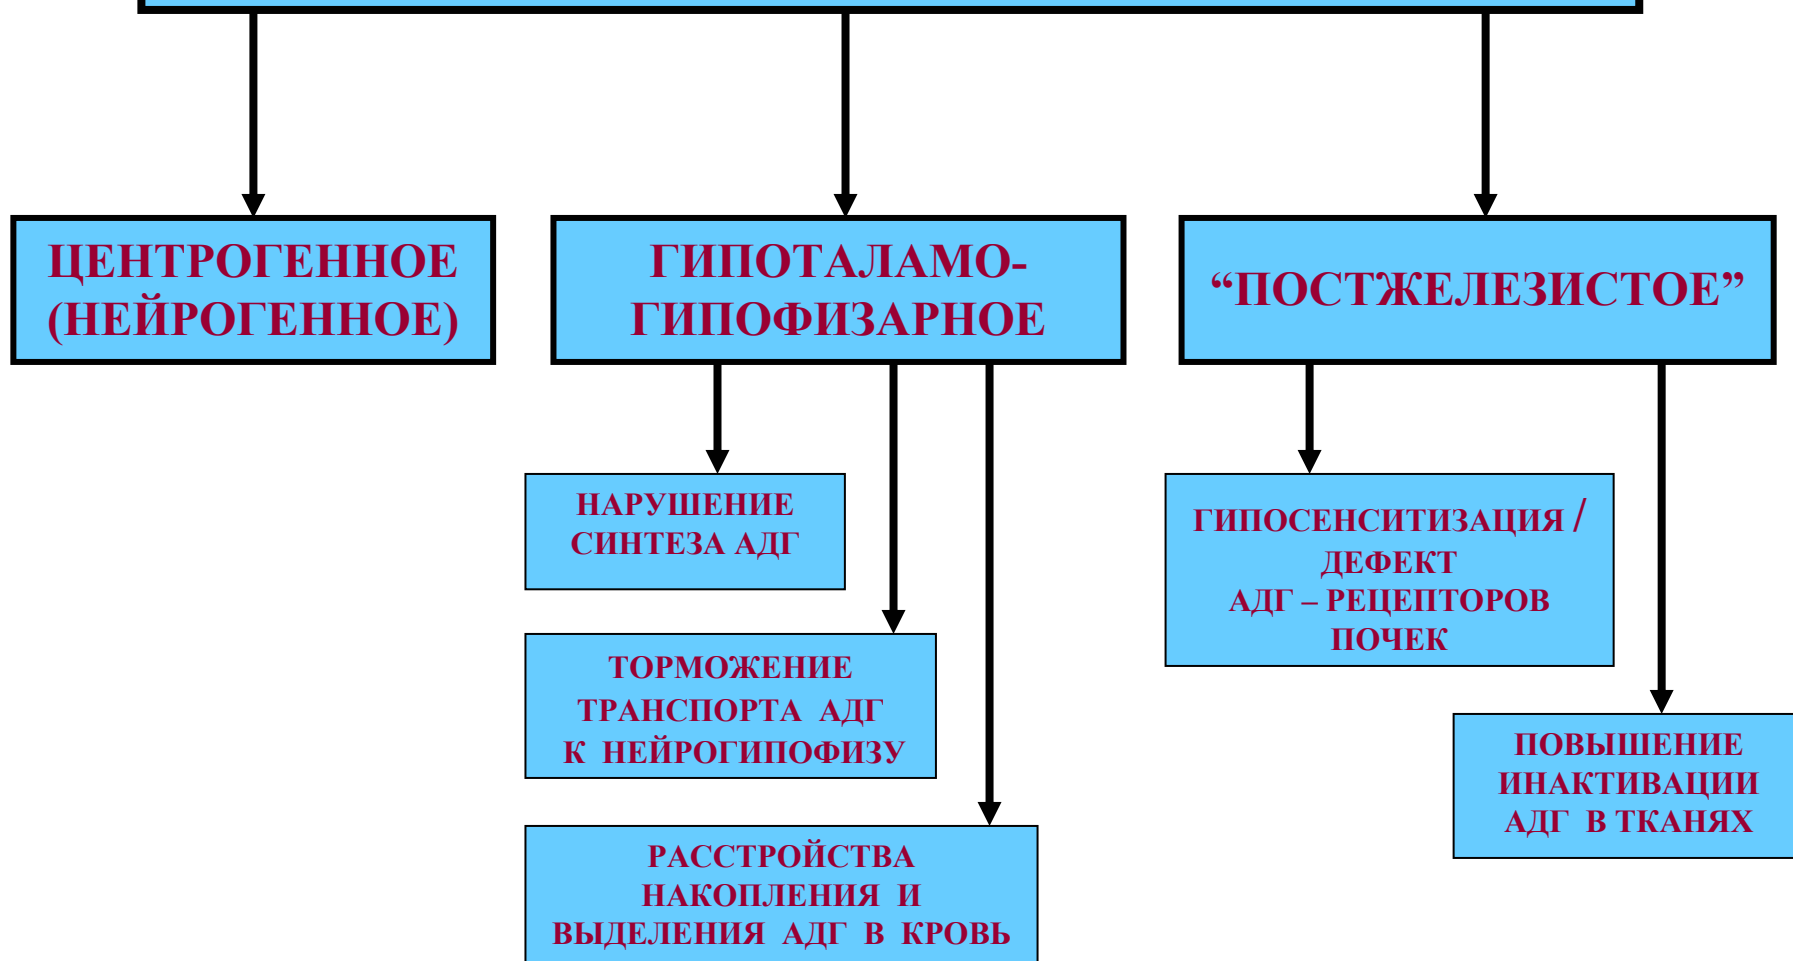 ЦЕНТРОГЕННОЕ
(НЕЙРОГЕННОЕ)
ГИПОТАЛАМО-
ГИПОФИЗАРНОЕ
“ПОСТЖЕЛЕЗИСТОЕ”
НАРУШЕНИЕ
СИНТЕЗА АДГ
ТОРМОЖЕНИЕ
ТРАНСПОРТА АДГ
К НЕЙРОГИПОФИЗУ
РАССТРОЙСТВА
НАКОПЛЕНИЯ И
ВЫДЕЛЕНИЯ АДГ В КРОВЬ
ГИПОСЕНСИТИЗАЦИЯ /
ДЕФЕКТ
АДГ – РЕЦЕПТОРОВ
ПОЧЕК
ПОВЫШЕНИЕ
ИНАКТИВАЦИИ
АДГ В ТКАНЯХ